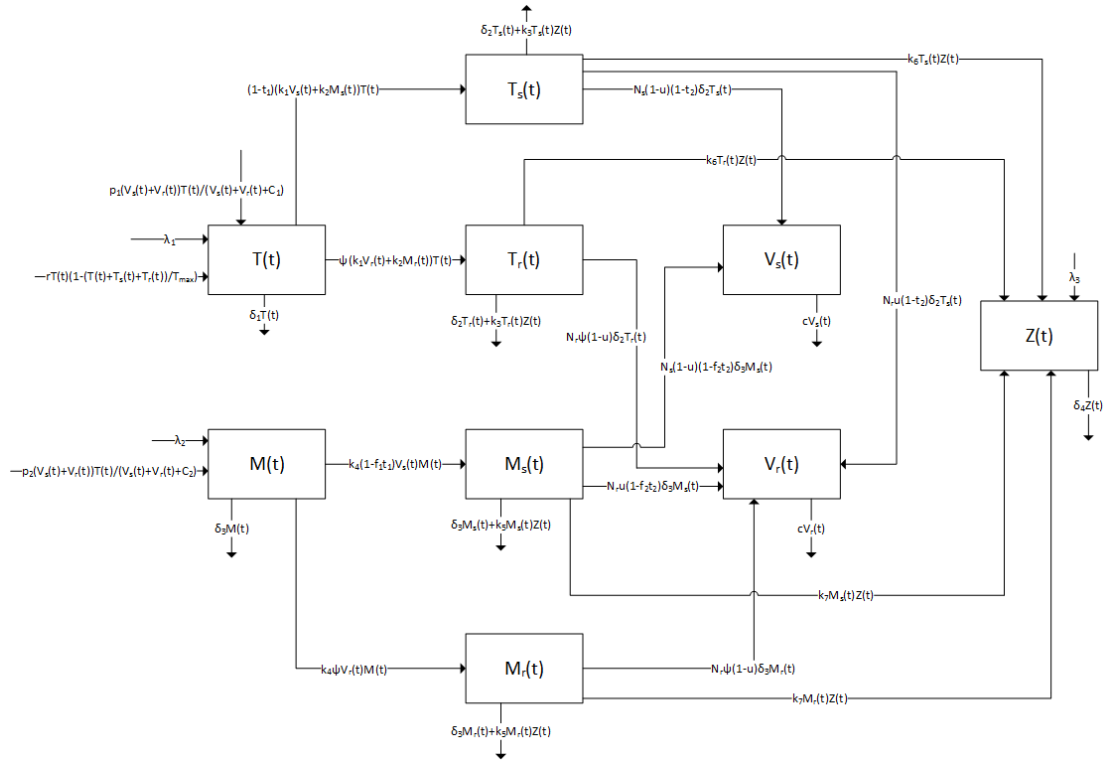 δ₂Tₛ(t)+k₃Tₛ(t)Z(t)
k₆Tₛ(t)Z(t)
(1-t₁)(k₁Vₛ(t)+k₂Mₛ(t))T(t)
Tₛ(t)
Nₛ(1-u)(1-t₂)δ₂Tₛ(t)
k₆Tᵣ(t)Z(t)
p₁(Vₛ(t)+Vᵣ(t))T(t)/(Vₛ(t)+Vᵣ(t)+C₁)
λ₁
T(t)
ψ(k₁Vᵣ(t)+k₂Mᵣ(t))T(t)
Tᵣ(t)
Vₛ(t)
rT(t)(1-(T(t)+Tₛ(t)+Tᵣ(t))/Tₘₐₓ)
λ₃
Nᵣu(1-t₂)δ₂Tₛ(t)
δ₁T(t)
δ₂Tᵣ(t)+k₃Tᵣ(t)Z(t)
Nᵣψ(1-u)δ₂Tᵣ(t)
cVₛ(t)
Z(t)
Nₛ(1-u)(1-f₂t₂)δ₃Mₛ(t)
δ₄Z(t)
λ₂
M(t)
k₄(1-f₁t₁)Vₛ(t)M(t)
Mₛ(t)
Vᵣ(t)
p₂(Vₛ(t)+Vᵣ(t))T(t)/(Vₛ(t)+Vᵣ(t)+C₂)
Nᵣu(1-f₂t₂)δ₃Mₛ(t)
δ₃M(t)
δ₃Mₛ(t)+k₅Mₛ(t)Z(t)
cVᵣ(t)
k₇Mₛ(t)Z(t)
k₄ψVᵣ(t)M(t)
Mᵣ(t)
Nᵣψ(1-u)δ₃Mᵣ(t)
k₇Mᵣ(t)Z(t)
δ₃Mᵣ(t)+k₅Mᵣ(t)Z(t)